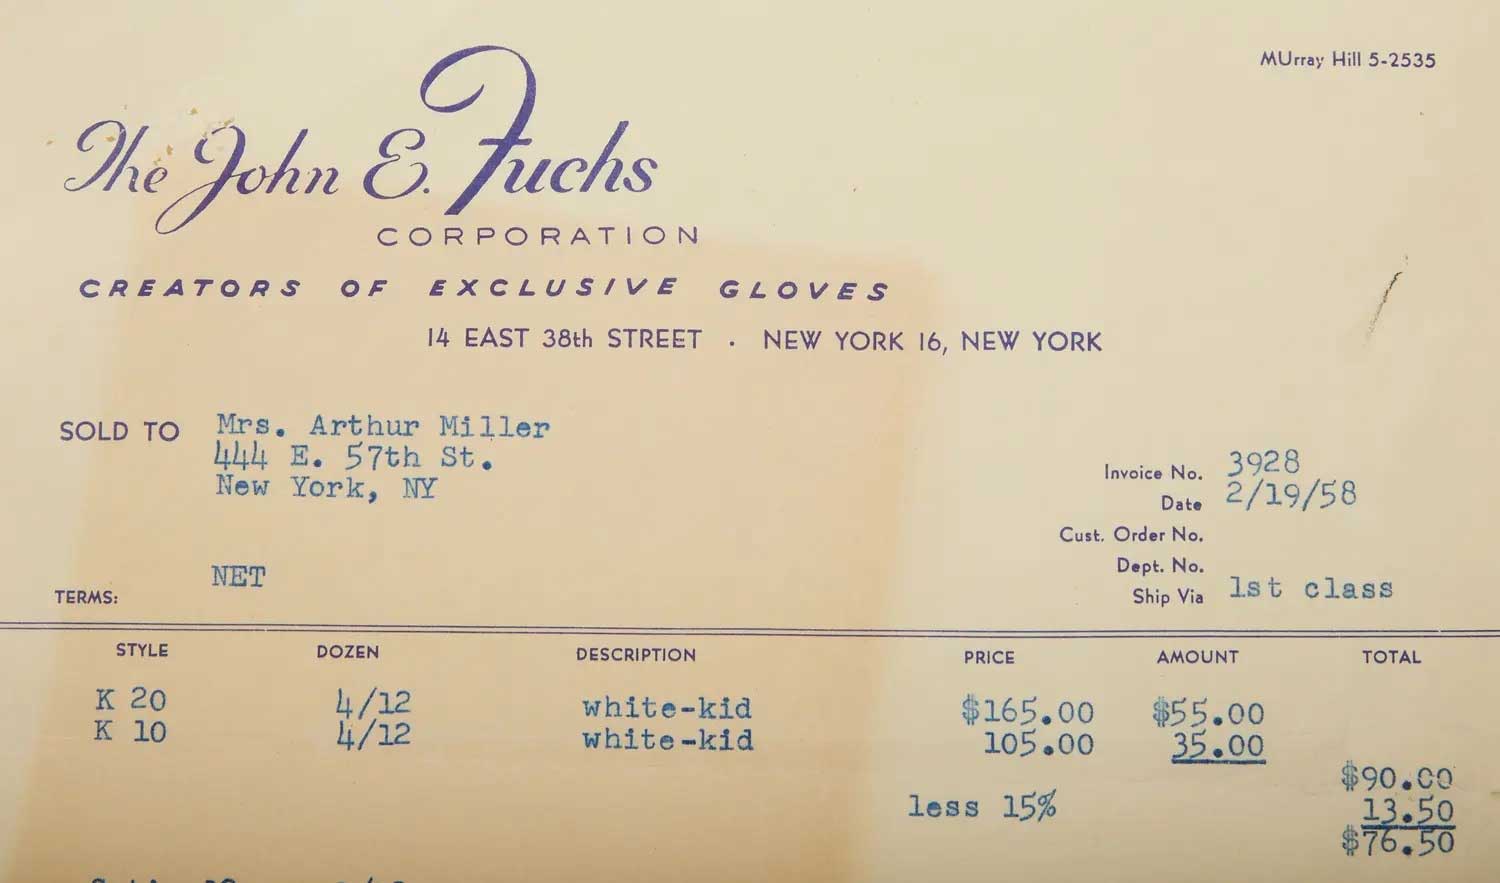 MUrray Hill 5-2535
The John E. Fuchs
CORPORATION
CREATORS OF EXCLUSIVE GLOVES
14 EAST 38th STREET . NEW YORK 16, NEW YORK
SOLD TO Mrs. Arthur Miller
444 E. 57th St.
New York, NY
Invoice No. 3928
Date 2/19/58
Cust. Order No.
Dept. No.
Ship Via 1st class
TERMS: NET
STYLE DOZEN DESCRIPTION PRICE AMOUNT TOTAL
K 20 4/12 white-kid $165.00 $55.00
K 10 4/12 white-kid 105.00 35.00
$90.00
less 15% 13.50
$76.50